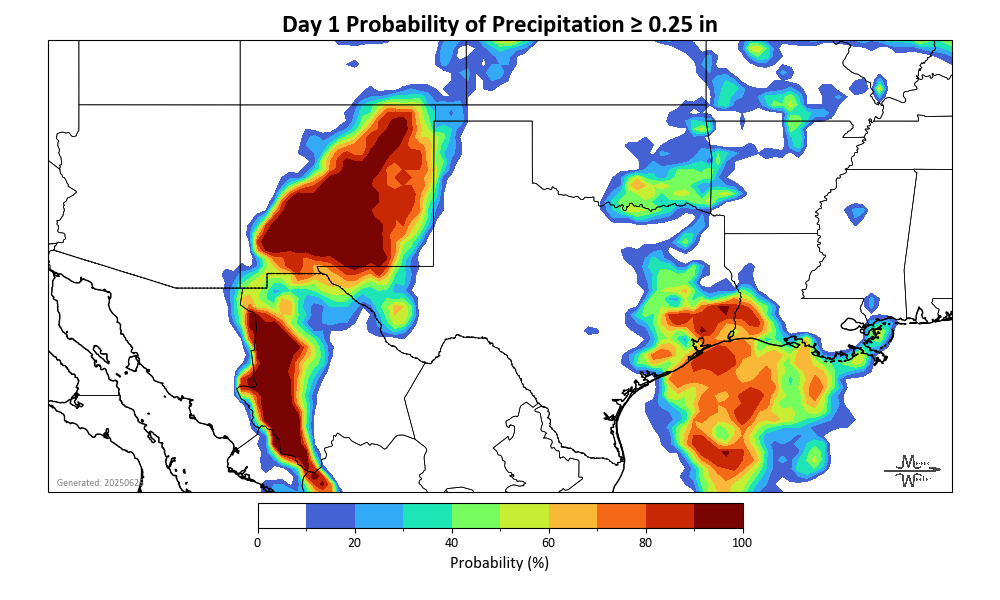 Day 1 Probability of Precipitation ≥ 0.25 in
Generated: 2025062
0 20 40 60 80 100
Probability (%)